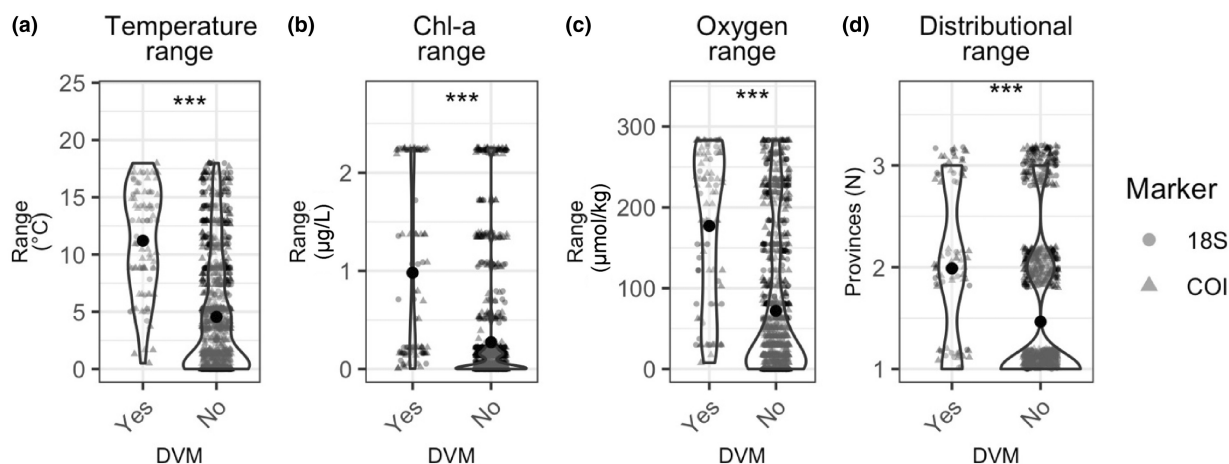 (a)
Temperature
range
25
20
15
10
5
0
Range
(°C)
***
Yes
No
DVM
(b)
Chl-a
range
2
1
0
Range
(µg/L)
***
Yes
No
DVM
(c)
Oxygen
range
300
200
100
0
Range
(µmol/kg)
***
Yes
No
DVM
(d)
Distributional
range
3
2
1
Provinces (N)
***
Yes
No
DVM
Marker
18S
COI